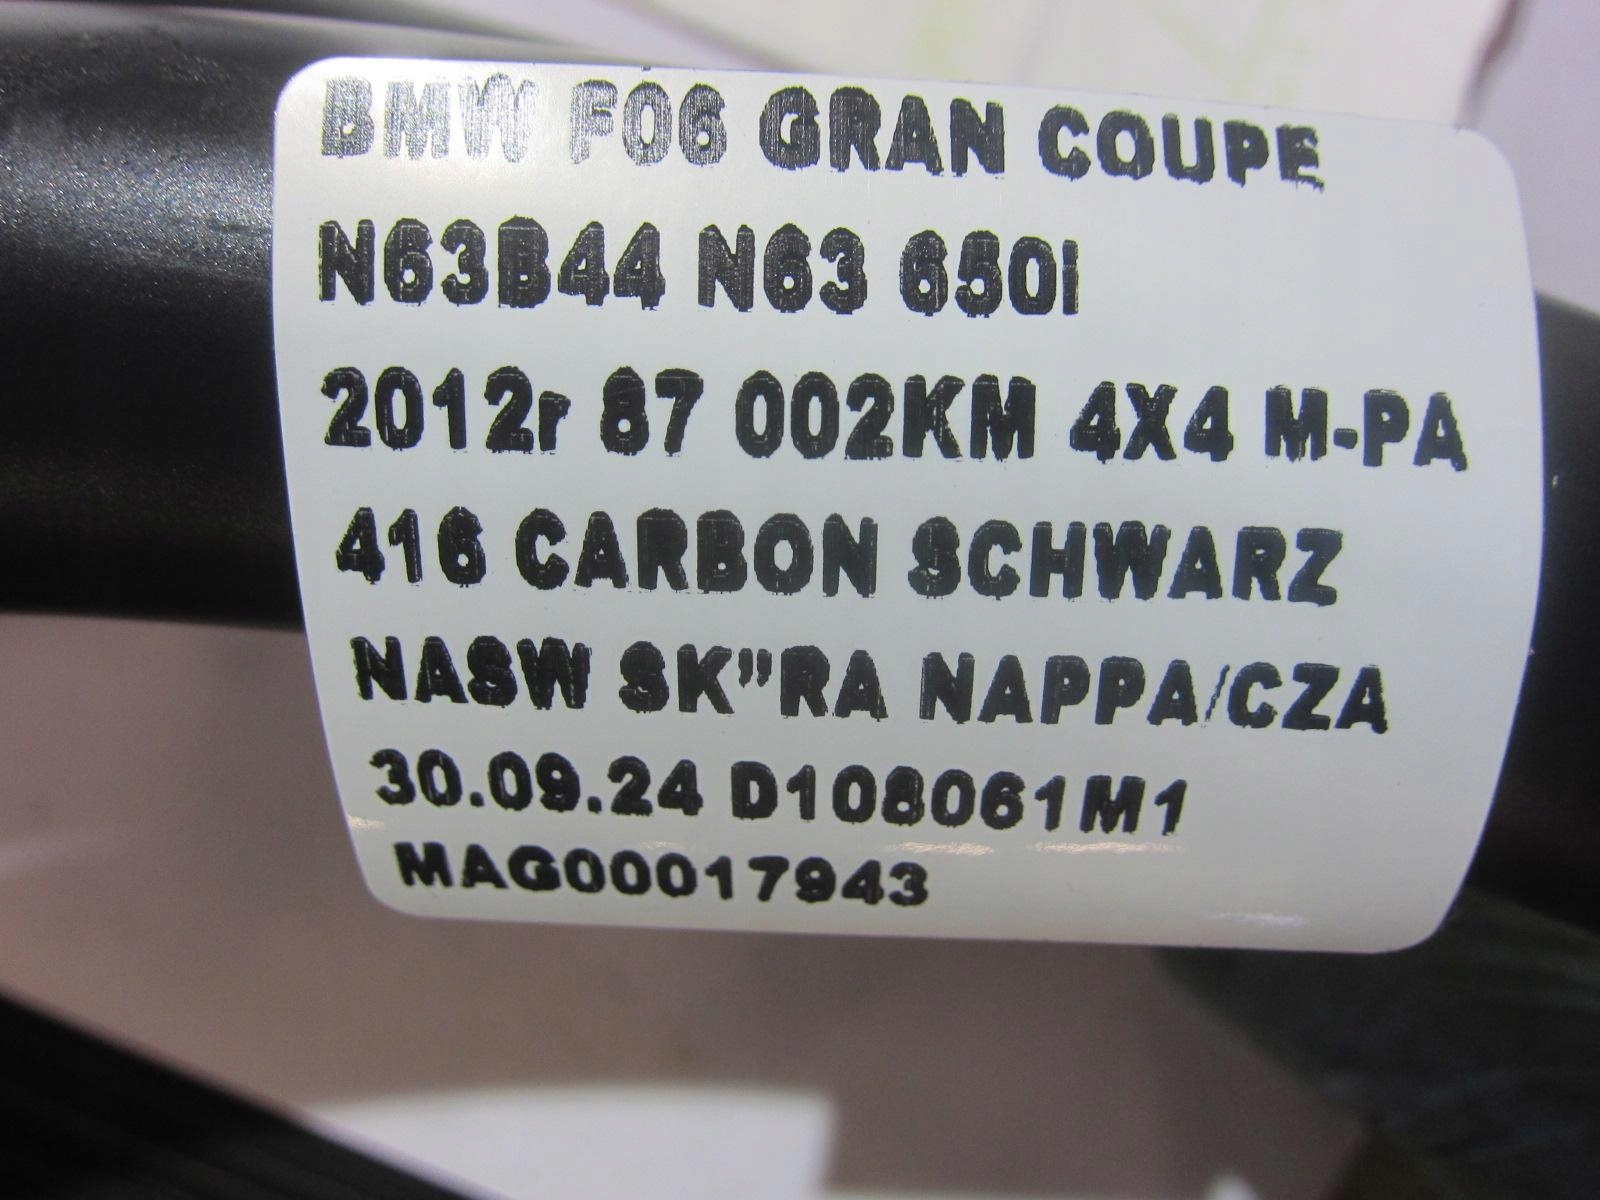 BMW F06 GRAN COUPE
N63B44 N63 650I
2012r 87 002KM 4X4 M-PA
416 CARBON SCHWARZ
NASW SK"RA NAPPA/CZA
30.09.24 D108061M1
MAG00017943